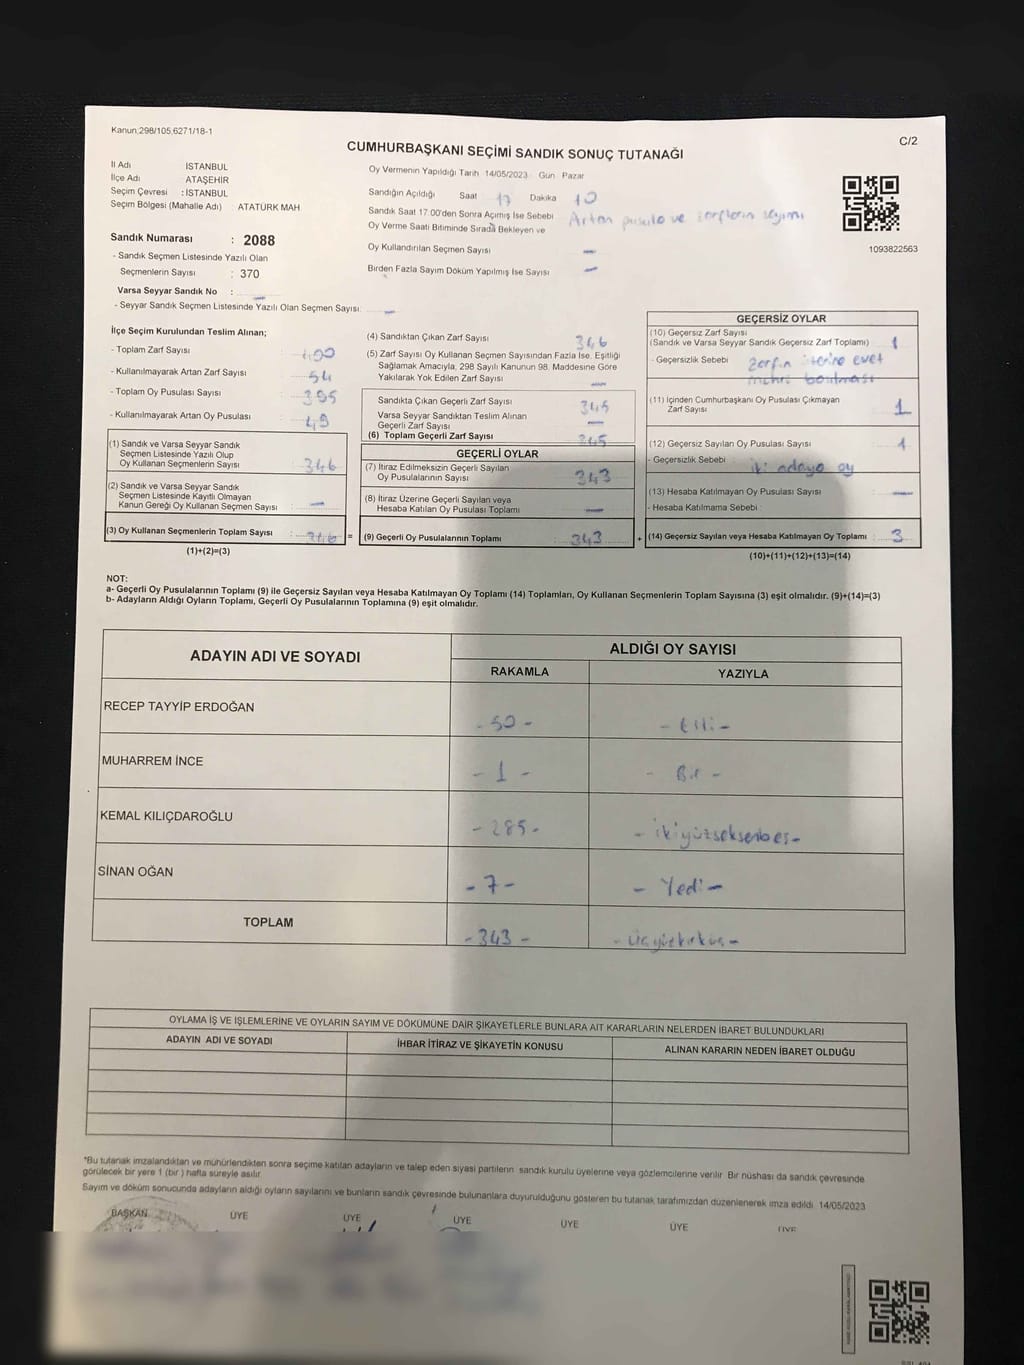 Kanun;298/105,6271/18-1
C/2
CUMHURBAŞKANI SEÇİMİ SANDIK SONUÇ TUTANAĞI
İl Adı İSTANBUL
İlçe Adı ATAŞEHİR
Seçim Çevresi : İSTANBUL
Seçim Bölgesi (Mahalle Adı) ATATÜRK MAH
Sandık Numarası : 2088
- Sandık Seçmen Listesinde Yazılı Olan
Seçmenlerin Sayısı : 370
Varsa Seyyar Sandık No : —
- Seyyar Sandık Seçmen Listesinde Yazılı Olan Seçmen Sayısı: —
Oy Vermenin Yapıldığı Tarih 14/05/2023 Gün Pazar
Sandığın Açıldığı Saat 17 Dakika 10
Sandık Saat 17.00'den Sonra Açımış İse Sebebi Artan pusula ve zarfların sayımı
Oy Verme Saati Bitiminde Sırada Bekleyen ve
Oy Kullandırılan Seçmen Sayısı —
Birden Fazla Sayım Döküm Yapılmış İse Sayısı —
1093822563
İlçe Seçim Kurulundan Teslim Alınan;
- Toplam Zarf Sayısı : 400
- Kullanılmayarak Artan Zarf Sayısı : 54
- Toplam Oy Pusulası Sayısı : 395
- Kullanılmayarak Artan Oy Pusulası : 49
(1) Sandık ve Varsa Seyyar Sandık
Seçmen Listesinde Yazılı Olup
Oy Kullanan Seçmenlerin Sayısı : 346
(2) Sandık ve Varsa Seyyar Sandık
Seçmen Listesinde Kayıtlı Olmayan
Kanun Gereği Oy Kullanan Seçmen Sayısı : —
(3) Oy Kullanan Seçmenlerin Toplam Sayısı : 346
(1)+(2)=(3)
(4) Sandıktan Çıkan Zarf Sayısı 346
(5) Zarf Sayısı Oy Kullanan Seçmen Sayısından Fazla İse, Eşitliği
Sağlamak Amacıyla, 298 Sayılı Kanunun 98. Maddesine Göre
Yakılarak Yok Edilen Zarf Sayısı —
Sandıkta Çıkan Geçerli Zarf Sayısı 345
Varsa Seyyar Sandıktan Teslim Alınan
Geçerli Zarf Sayısı —
(6) Toplam Geçerli Zarf Sayısı 345
GEÇERLİ OYLAR
(7) İtiraz Edilmeksizin Geçerli Sayılan
Oy Pusulalarının Sayısı : 343
(8) İtiraz Üzerine Geçerli Sayılan veya
Hesaba Katılan Oy Pusulası Toplamı : —
= (9) Geçerli Oy Pusulalarının Toplamı : 343
GEÇERSİZ OYLAR
(10) Geçersiz Zarf Sayısı
(Sandık ve Varsa Seyyar Sandık Geçersiz Zarf Toplamı) : 1
- Geçersizlik Sebebi : zarfın üzerine evet
mührü basılması
(11) İçinden Cumhurbaşkanı Oy Pusulası Çıkmayan
Zarf Sayısı : 1
(12) Geçersiz Sayılan Oy Pusulası Sayısı : 1
- Geçersizlik Sebebi : iki adaya oy
(13) Hesaba Katılmayan Oy Pusulası Sayısı : —
- Hesaba Katılmama Sebebi :
+ (14) Geçersiz Sayılan veya Hesaba Katılmayan Oy Toplamı : 3
(10)+(11)+(12)+(13)=(14)
NOT:
a- Geçerli Oy Pusulalarının Toplamı (9) ile Geçersiz Sayılan veya Hesaba Katılmayan Oy Toplamı (14) Toplamları, Oy Kullanan Seçmenlerin Toplam Sayısına (3) eşit olmalıdır. (9)+(14)=(3)
b- Adayların Aldığı Oyların Toplamı, Geçerli Oy Pusulalarının Toplamına (9) eşit olmalıdır.
ADAYIN ADI VE SOYADI
ALDIĞI OY SAYISI
RAKAMLA YAZIYLA
RECEP TAYYİP ERDOĞAN - 50 - - Elli -
MUHARREM İNCE - 1 - - Bir -
KEMAL KILIÇDAROĞLU - 285 - - ikiyüzseksenbeş -
SİNAN OĞAN - 7 - - Yedi -
TOPLAM - 343 - - üçyüzkırküç -
OYLAMA İŞ VE İŞLEMLERİNE VE OYLARIN SAYIM VE DÖKÜMÜNE DAİR ŞİKAYETLERLE BUNLARA AİT KARARLARIN NELERDEN İBARET BULUNDUKLARI
ADAYIN ADI VE SOYADI İHBAR İTİRAZ VE ŞİKAYETİN KONUSU ALINAN KARARIN NEDEN İBARET OLDUĞU
*Bu tutanak imzalandıktan ve mühürlendikten sonra seçime katılan adayların ve talep eden siyasi partilerin sandık kurulu üyelerine veya gözlemcilerine verilir. Bir nüshası da sandık çevresinde
görülecek bir yere 1 (bir ) hafta süreyle asılır.
Sayım ve döküm sonucunda adayların aldığı oyların sayılarını ve bunların sandık çevresinde bulunanlara duyurulduğunu gösteren bu tutanak tarafımızdan düzenlenerek imza edildi. 14/05/2023
BAŞKAN ÜYE ÜYE ÜYE ÜYE ÜYE ÜYE